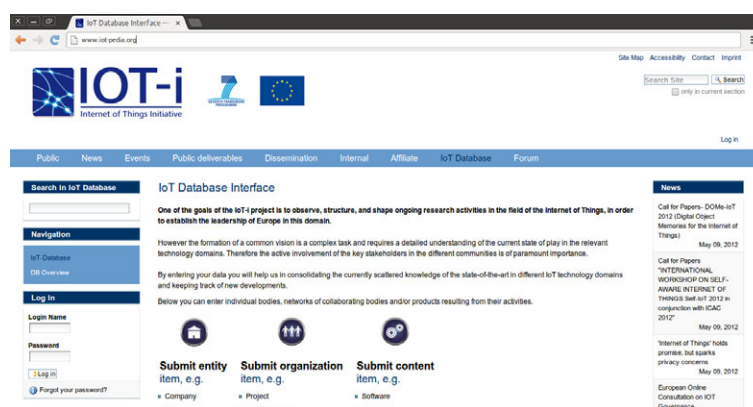 IoT Database Interface —
www.iot-pedia.org
Site Map Accessibility Contact Imprint
IOT-i
Internet of Things Initiative
SEVENTH FRAMEWORK
PROGRAMME
Search Site
Search
only in current section
Log in
Public News Events Public deliverables Dissemination Internal Affiliate IoT Database Forum
Search in IoT Database
Navigation
IoT-Database
DB Overview
Log in
Login Name
Password
Log in
Forgot your password?
IoT Database Interface
One of the goals of the IoT-i project is to observe, structure, and shape ongoing research activities in the field of the Internet of Things, in order
to establish the leadership of Europe in this domain.
However the formation of a common vision is a complex task and requires a detailed understanding of the current state of play in the relevant
technology domains. Therefore the active involvement of the key stakeholders in the different communities is of paramount importance.
By entering your data you will help us in consolidating the currently scattered knowledge of the state-of-the-art in different IoT technology domains
and keeping track of new developments.
Below you can enter individual bodies, networks of collaborating bodies and/or products resulting from their activities.
Submit entity
item, e.g.
Company
Submit organization
item, e.g.
Project
Submit content
item, e.g.
Software
News
Call for Papers- DOMe-IoT
2012 (Digital Object
Memories for the Internet of
Things)
May 09, 2012
Call for Papers
"INTERNATIONAL
WORKSHOP ON SELF-
AWARE INTERNET OF
THINGS Self-IoT 2012 in
conjunction with ICAC
2012"
May 09, 2012
'Internet of Things' holds
promise, but sparks
privacy concerns
May 09, 2012
European Online
Consultation on IOT
Governance